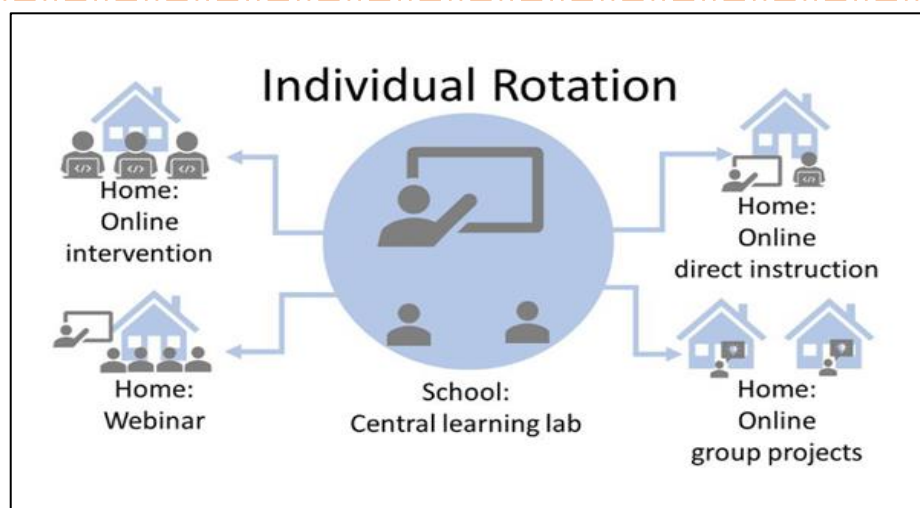 Individual Rotation
Home:
Online
intervention
Home:
Online
direct instruction
Home:
Webinar
School:
Central learning lab
Home:
Online
group projects